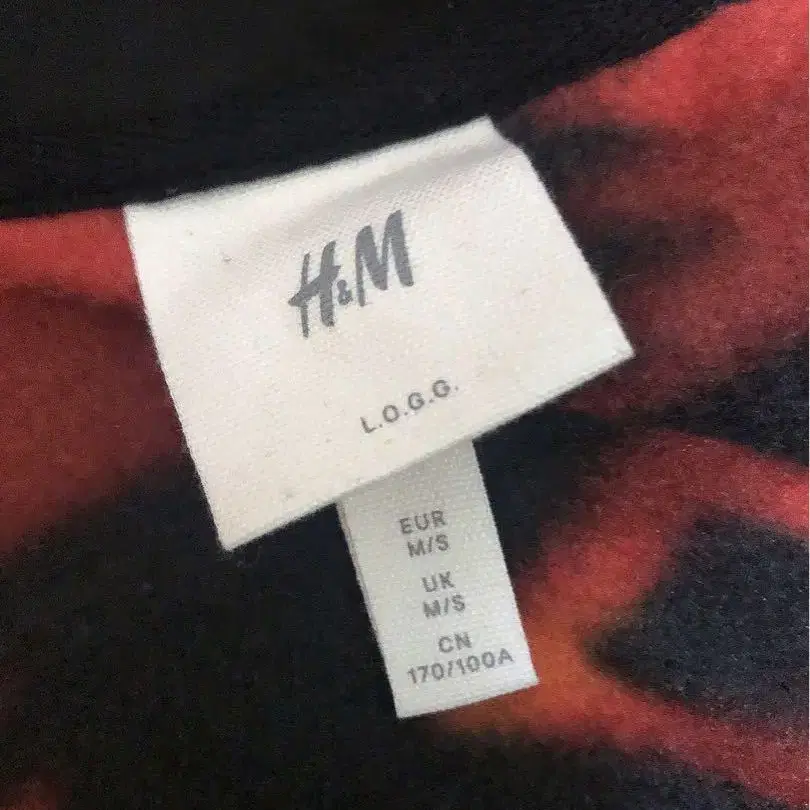 H&M
L.O.G.G.
EUR
M/S
UK
M/S
CN
170/100A